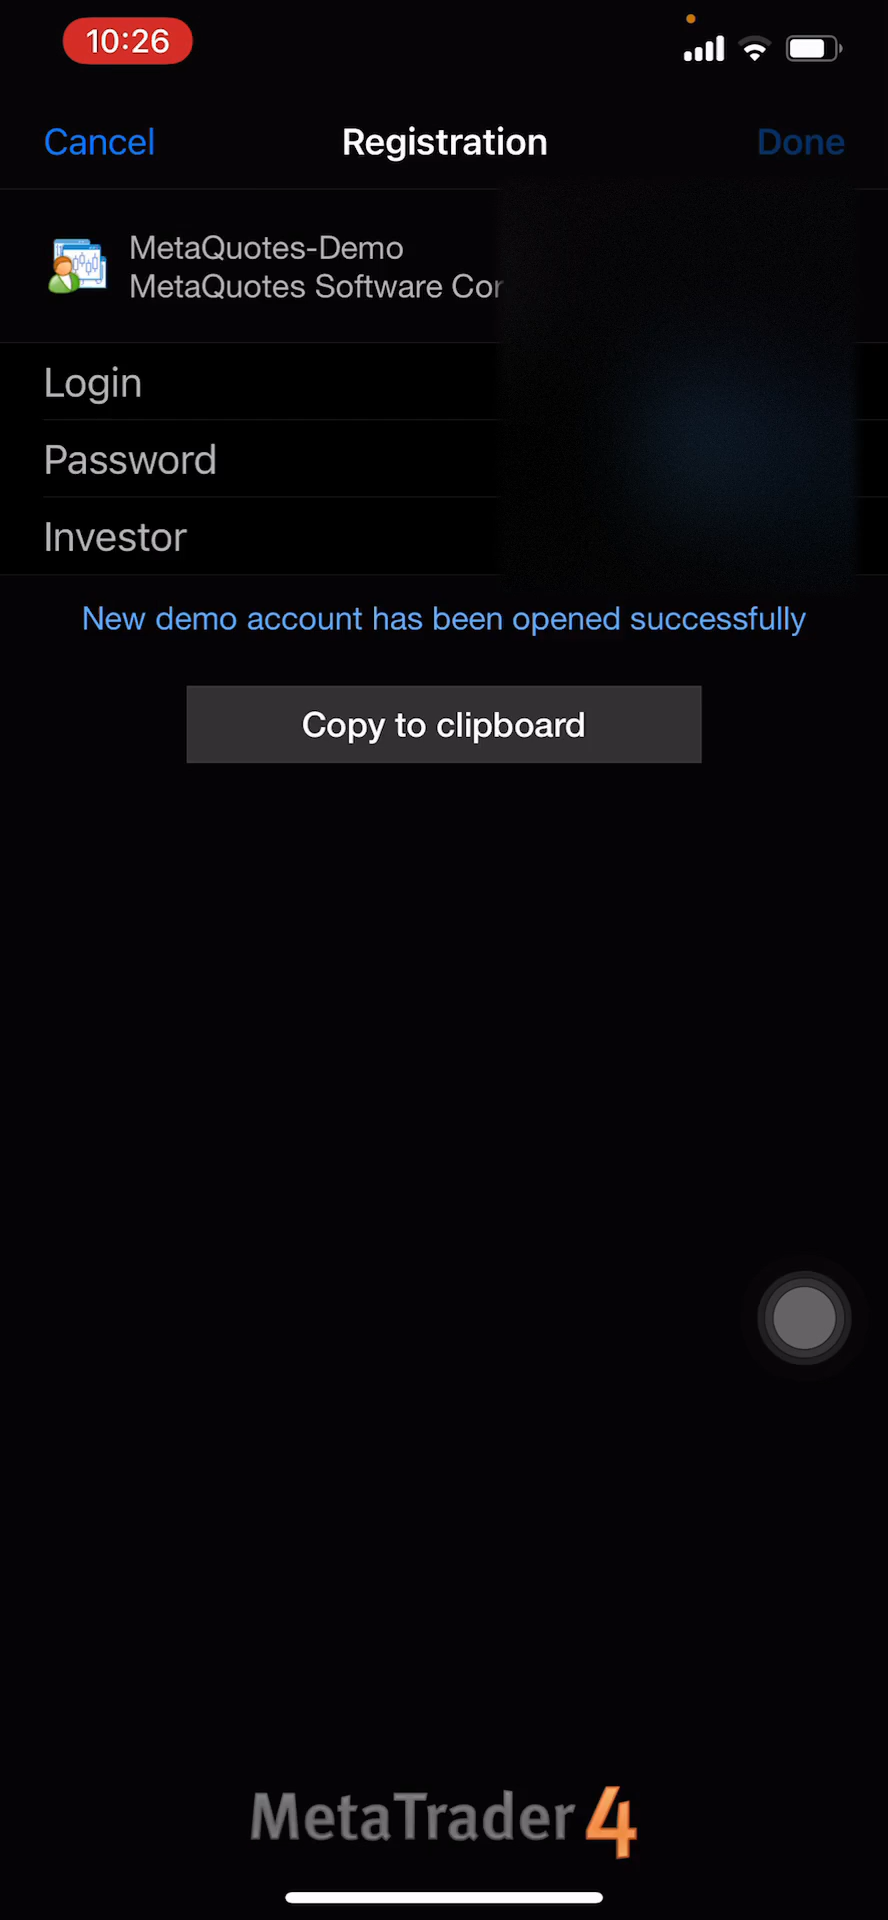 10:26
Cancel Registration Done
MetaQuotes-Demo
MetaQuotes Software Cor
Login
Password
Investor
New demo account has been opened successfully
Copy to clipboard
MetaTrader 4